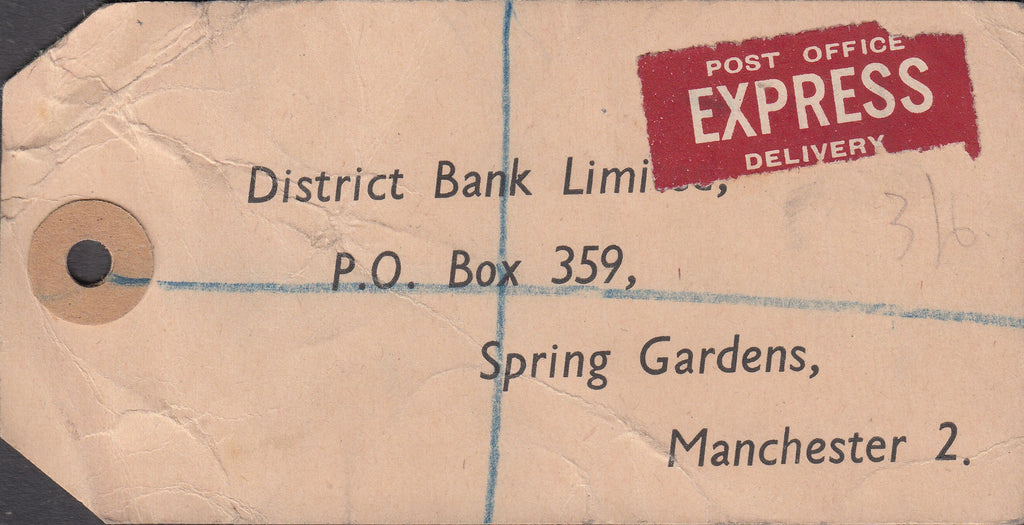 POST OFFICE
EXPRESS
DELIVERY
District Bank Limi
P.O. Box 359,
Spring Gardens,
Manchester 2.
3/6